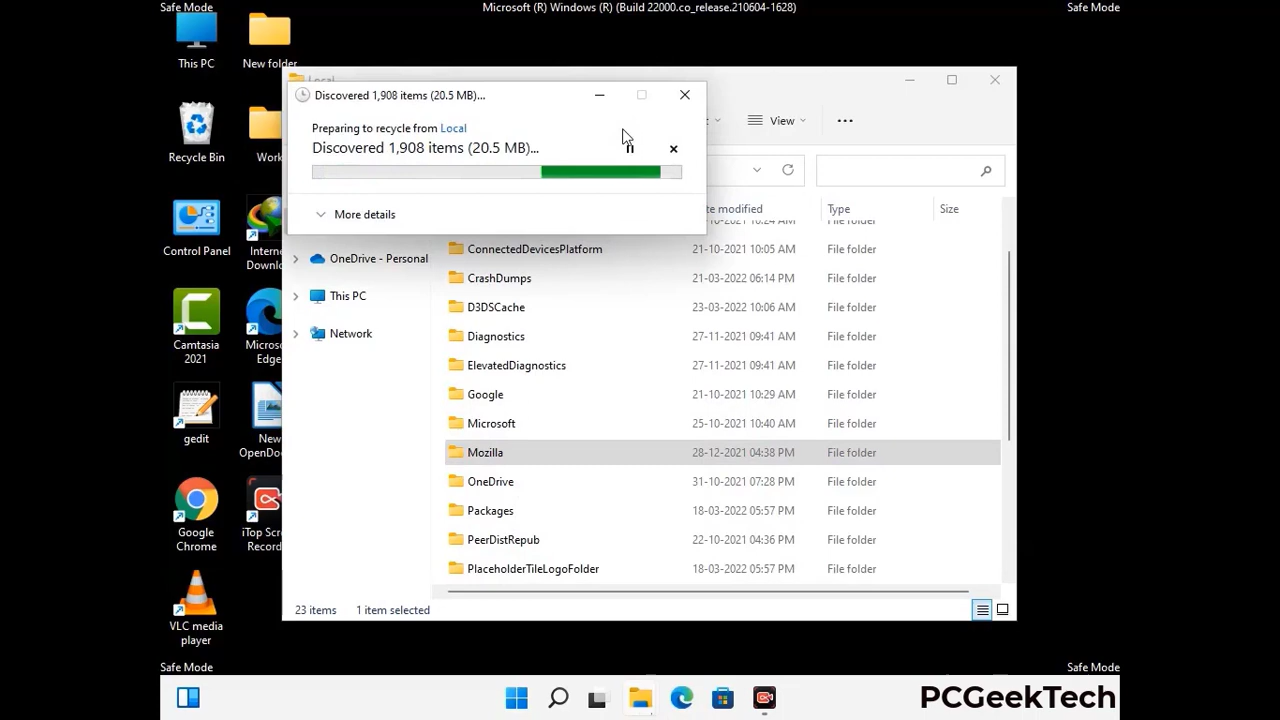 Safe Mode
Microsoft (R) Windows (R) (Build 22000.co_release.210604-1628)
Safe Mode
This PC
New folder
Recycle Bin
Work
Control Panel
Intern
Downlo
Camtasia
2021
Micros
Edge
gedit
New
OpenDo
Google
Chrome
iTop Scr
Record
VLC media
player
Local
Discovered 1,908 items (20.5 MB)...
Preparing to recycle from Local
Discovered 1,908 items (20.5 MB)...
More details
View
te modified
Type
Size
File folder
OneDrive - Personal
This PC
Network
ConnectedDevicesPlatform 21-10-2021 10:05 AM File folder
CrashDumps 21-03-2022 06:14 PM File folder
D3DSCache 23-03-2022 10:06 AM File folder
Diagnostics 27-11-2021 09:41 AM File folder
ElevatedDiagnostics 27-11-2021 09:41 AM File folder
Google 21-10-2021 10:29 AM File folder
Microsoft 25-10-2021 10:40 AM File folder
Mozilla 28-12-2021 04:38 PM File folder
OneDrive 31-10-2021 07:28 PM File folder
Packages 18-03-2022 05:57 PM File folder
PeerDistRepub 22-10-2021 04:36 PM File folder
PlaceholderTileLogoFolder 18-03-2022 05:57 PM File folder
23 items 1 item selected
Safe Mode
Safe Mode
PCGeekTech